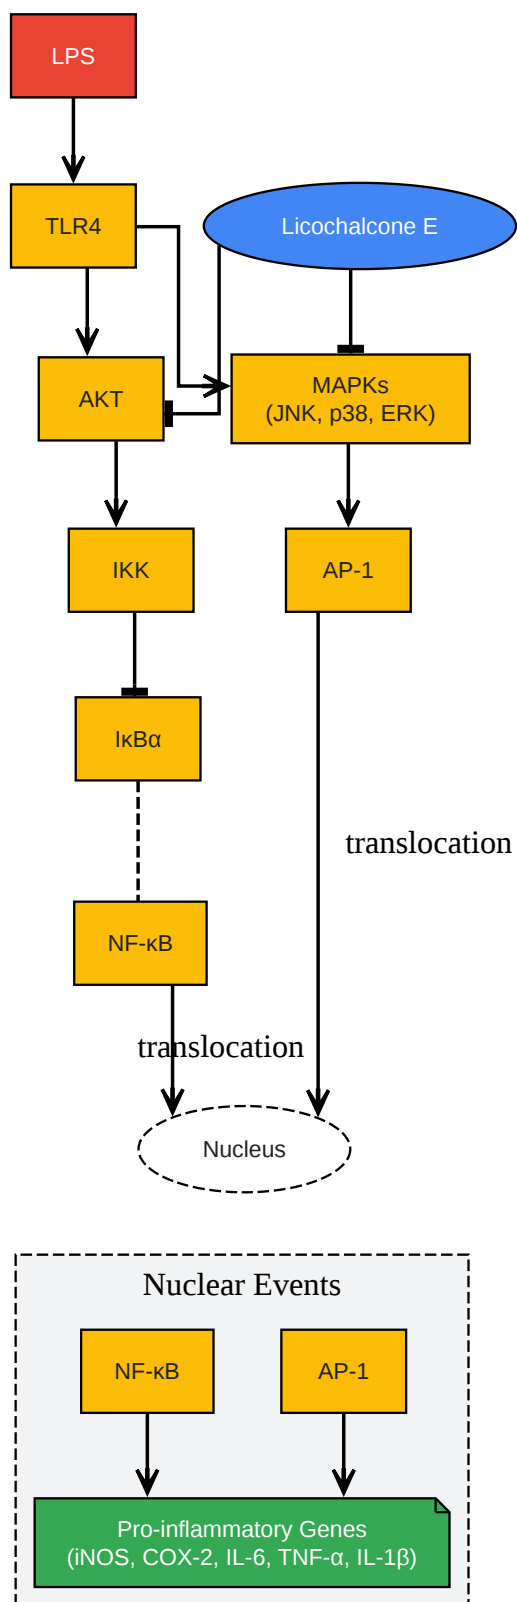 LPS
TLR4
Licochalcone E
AKT
MAPKs
(JNK, p38, ERK)
IKK
AP-1
IκBα
translocation
NF-κB
translocation
Nucleus
Nuclear Events
NF-κB
AP-1
Pro-inflammatory Genes
(iNOS, COX-2, IL-6, TNF-α, IL-1β)